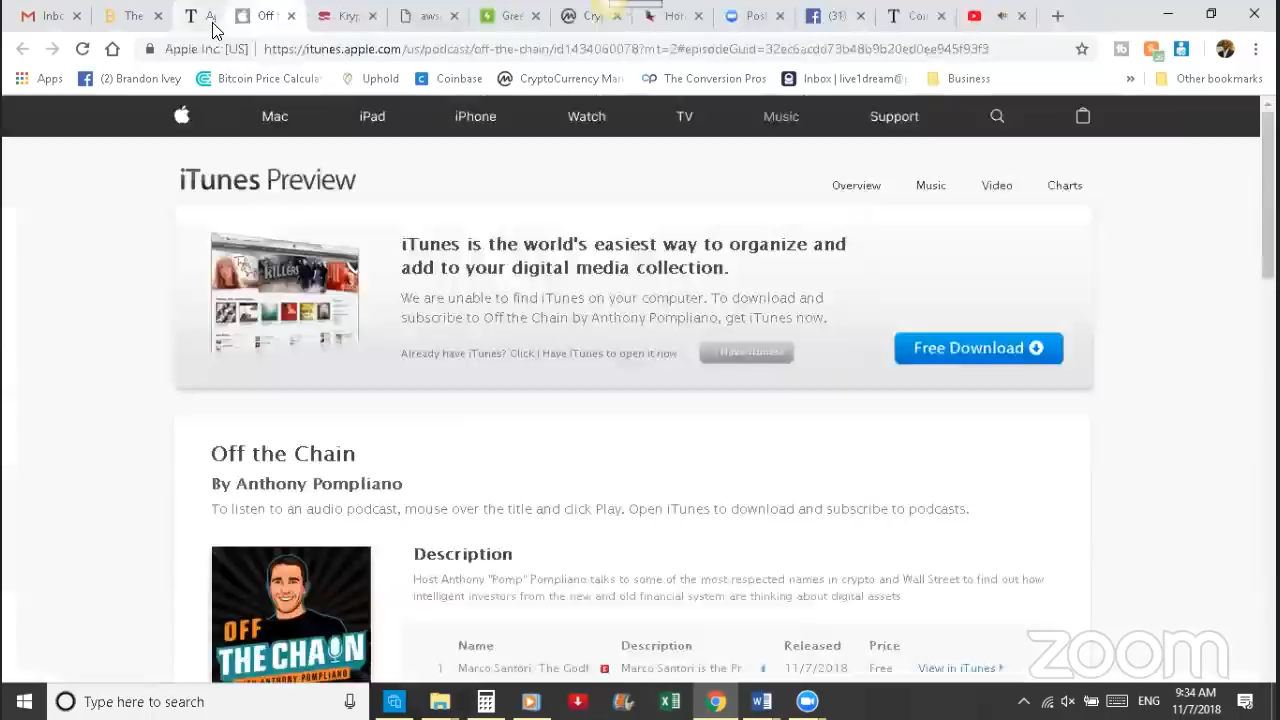 Inbc The Off Kryp aws. Gree Cry Hor Posi (318 Con
Apple Inc. [US] https://itunes.apple.com/us/podcast/off-the-chain/id1434060078?mt=2#episodeGuid=32ec6acdd73b48b9b20ed0ee945f93f3
Apps (2) Brandon Ivey Bitcoin Price Calcula Uphold Coinbase CryptoCurrency Mar The Conversion Pros Inbox | live1dream@ Business » Other bookmarks
Mac iPad iPhone Watch TV Music Support
iTunes Preview
Overview Music Video Charts
iTunes is the world's easiest way to organize and
add to your digital media collection.
We are unable to find iTunes on your computer. To download and
subscribe to Off the Chain by Anthony Pompliano, get iTunes now.
Already have iTunes? Click I Have iTunes to open it now
I Have iTunes
Free Download
KILLERS
Off the Chain
By Anthony Pompliano
To listen to an audio podcast, mouse over the title and click Play. Open iTunes to download and subscribe to podcasts.
Description
Host Anthony "Pomp" Pompliano talks to some of the most respected names in crypto and Wall Street to find out how
intelligent investors from the new and old financial system are thinking about digital assets
OFF
THE CHAIN
WITH ANTHONY POMPLIANO
Name Description Released Price
1 Marco Santori, The Godf Marco Santori is the Pr 11/7/2018 Free View in iTunes
zoom
Type here to search
ENG
9:34 AM
11/7/2018